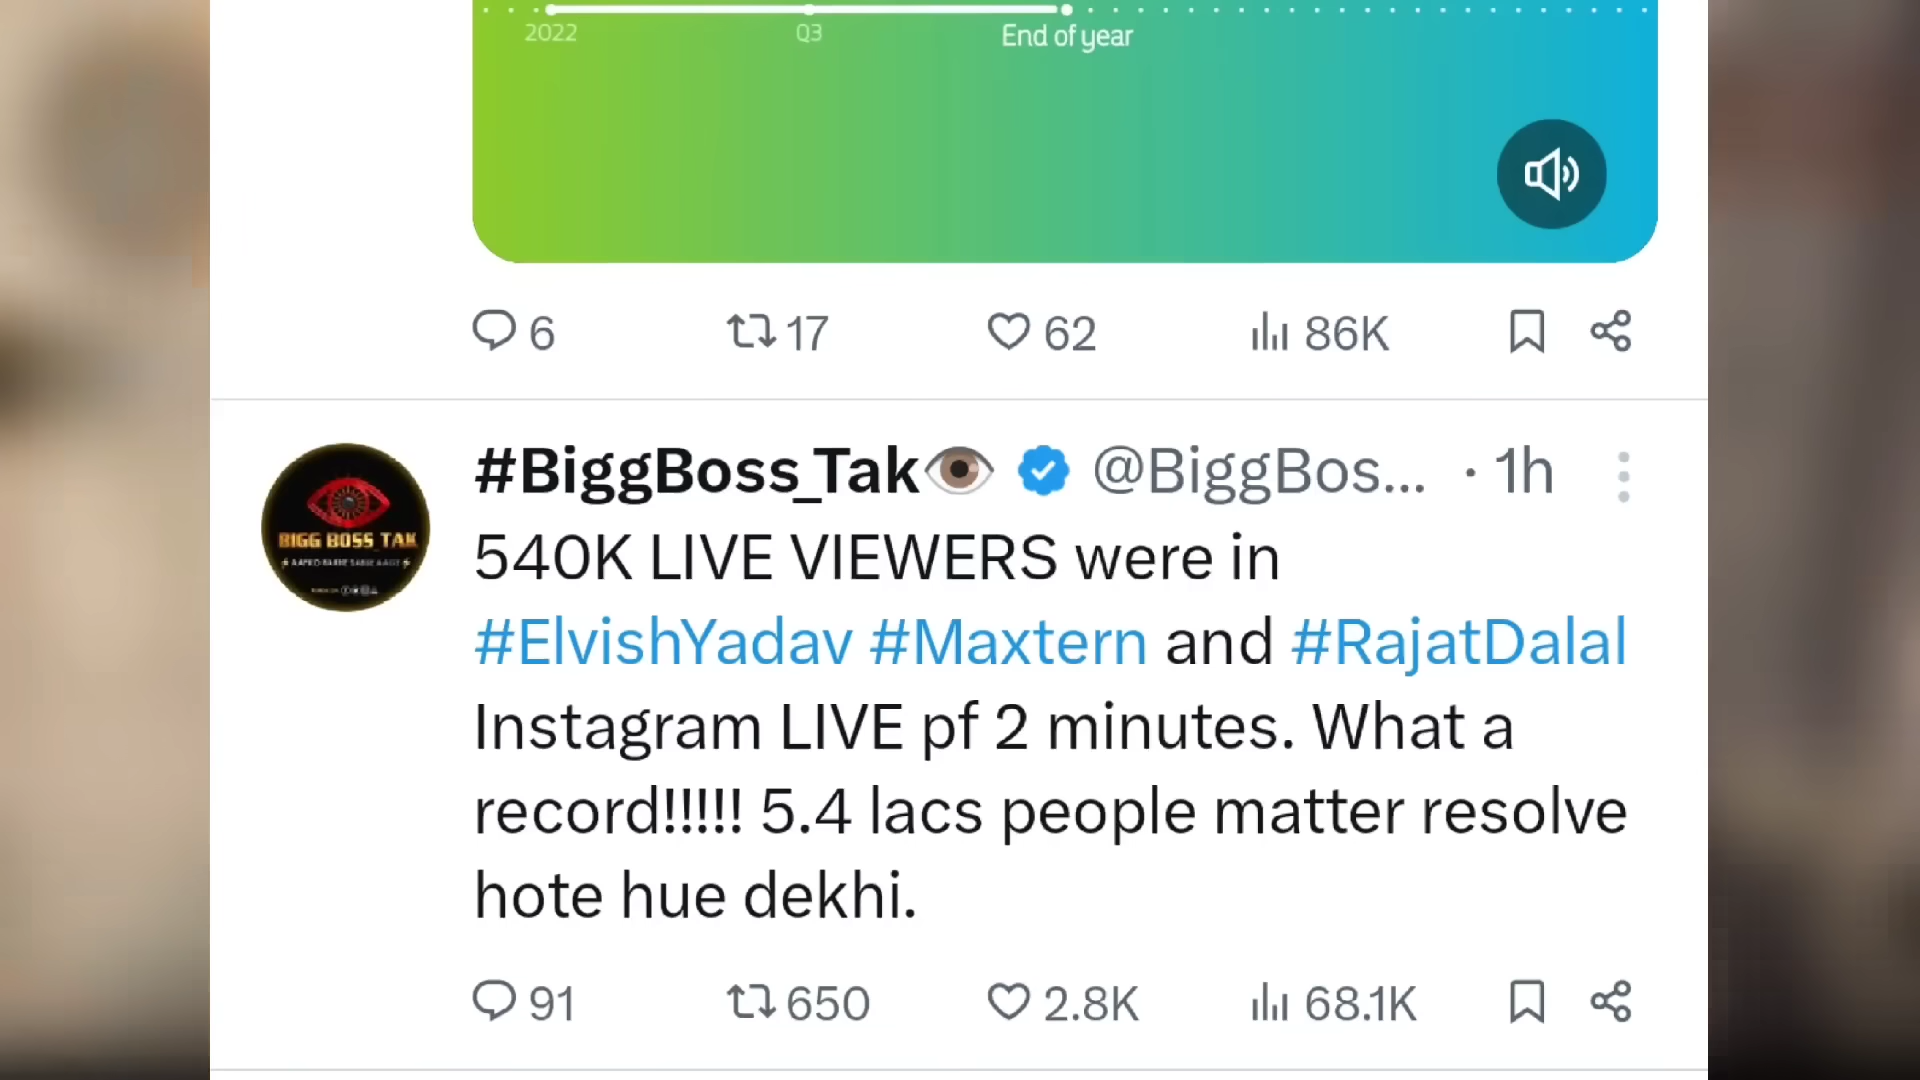 2022 Q3 End of year
6 17 62 86K
#BiggBoss_Tak👁 @BiggBos... · 1h
BIGG BOSS TAK
540K LIVE VIEWERS were in
#ElvishYadav #Maxtern and #RajatDalal
Instagram LIVE pf 2 minutes. What a
record!!!!! 5.4 lacs people matter resolve
hote hue dekhi.
91 650 2.8K 68.1K